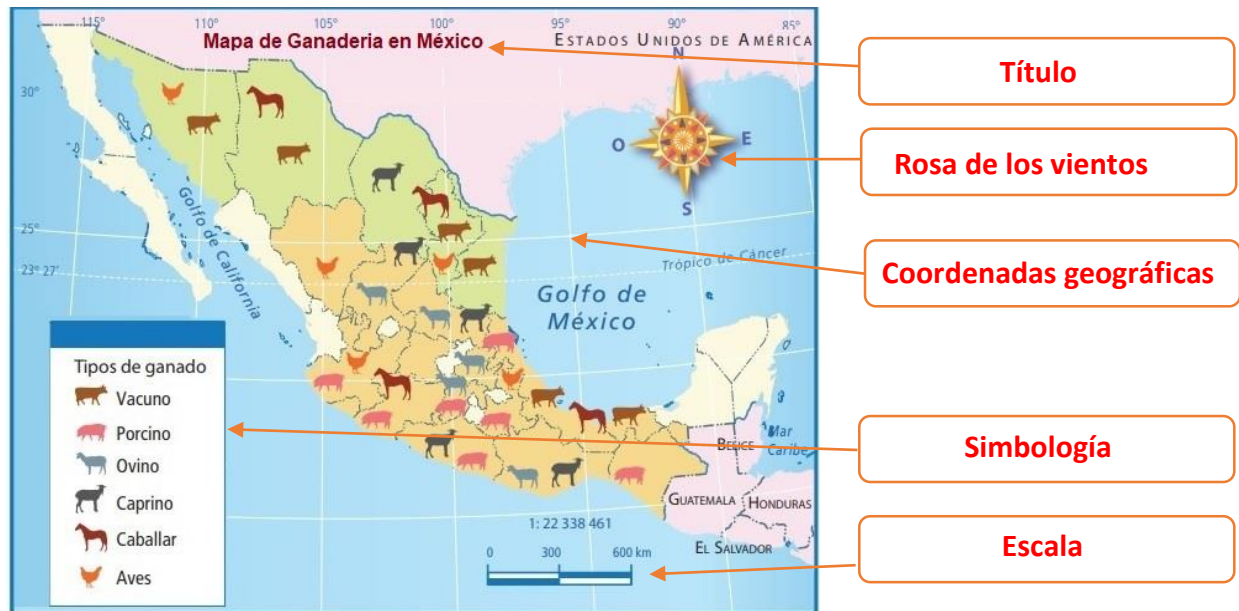 115° 110° 105° 100° 95° 90° 85°
Mapa de Ganaderia en México
ESTADOS UNIDOS DE AMÉRICA
Título
N
O E
S
Rosa de los vientos
30°
25°
23° 27'
Golfo de California
Trópico de Cáncer
Coordenadas geográficas
Golfo de
México
Tipos de ganado
Vacuno
Porcino
Ovino
Caprino
Caballar
Aves
Simbología
BELICE
Mar
Caribe
GUATEMALA
HONDURAS
EL SALVADOR
1: 22 338 461
0 300 600 km
Escala